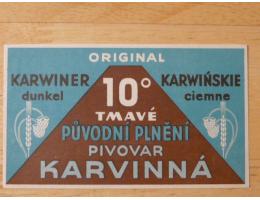 ORIGINAL
KARWINER 10° KARWIŃSKIE
dunkel ciemne
TMAVÉ
PŮVODNÍ PLNĚNÍ
PIVOVAR
KARVINNÁ